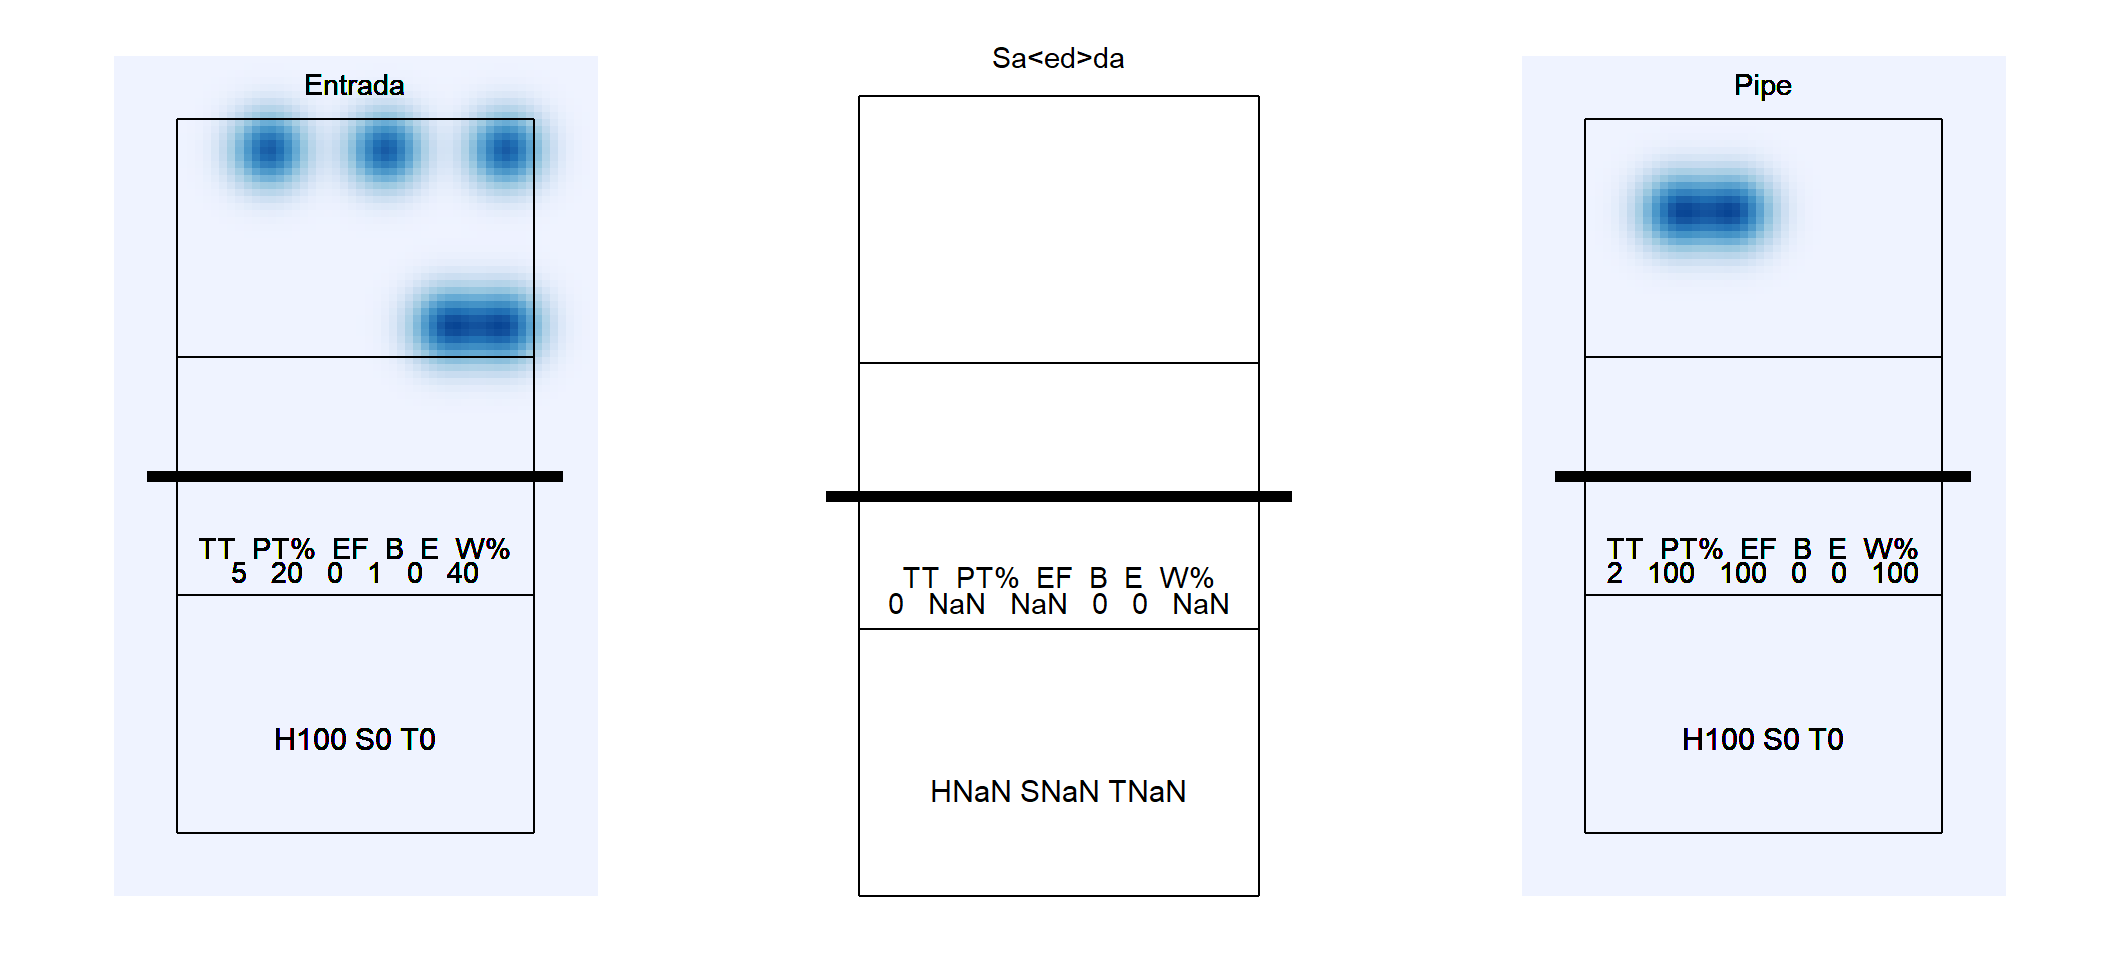 Entrada
TT PT% EF B E W%
5 20 0 1 0 40
H100 S0 T0
Sa<ed>da
TT PT% EF B E W%
0 NaN NaN 0 0 NaN
HNaN SNaN TNaN
Pipe
TT PT% EF B E W%
2 100 100 0 0 100
H100 S0 T0